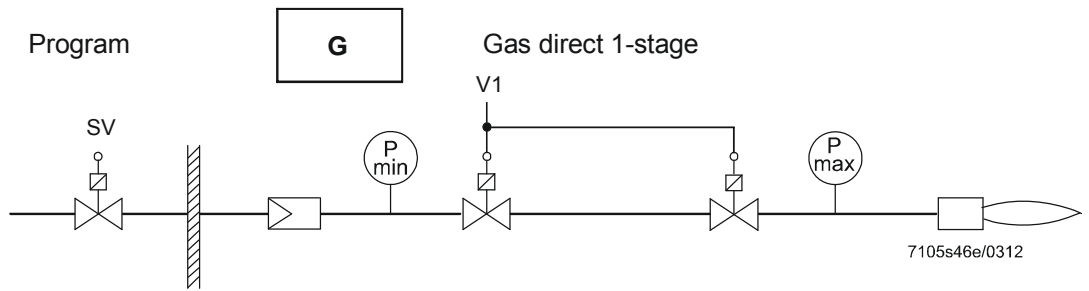 Program
G
Gas direct 1-stage
V1
SV
P
min
P
max
7105s46e/0312